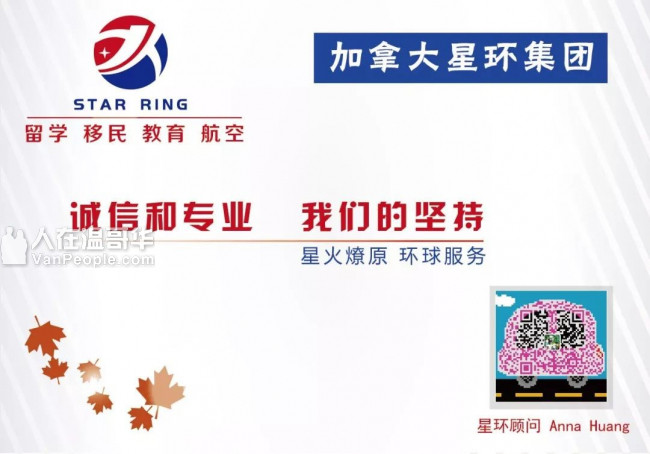 STAR RING
留学 移民 教育 航空
加拿大星环集团
诚信和专业 我们的坚持
星火燎原 环球服务
人在温哥华
VanPeople.com
星环顾问 Anna Huang